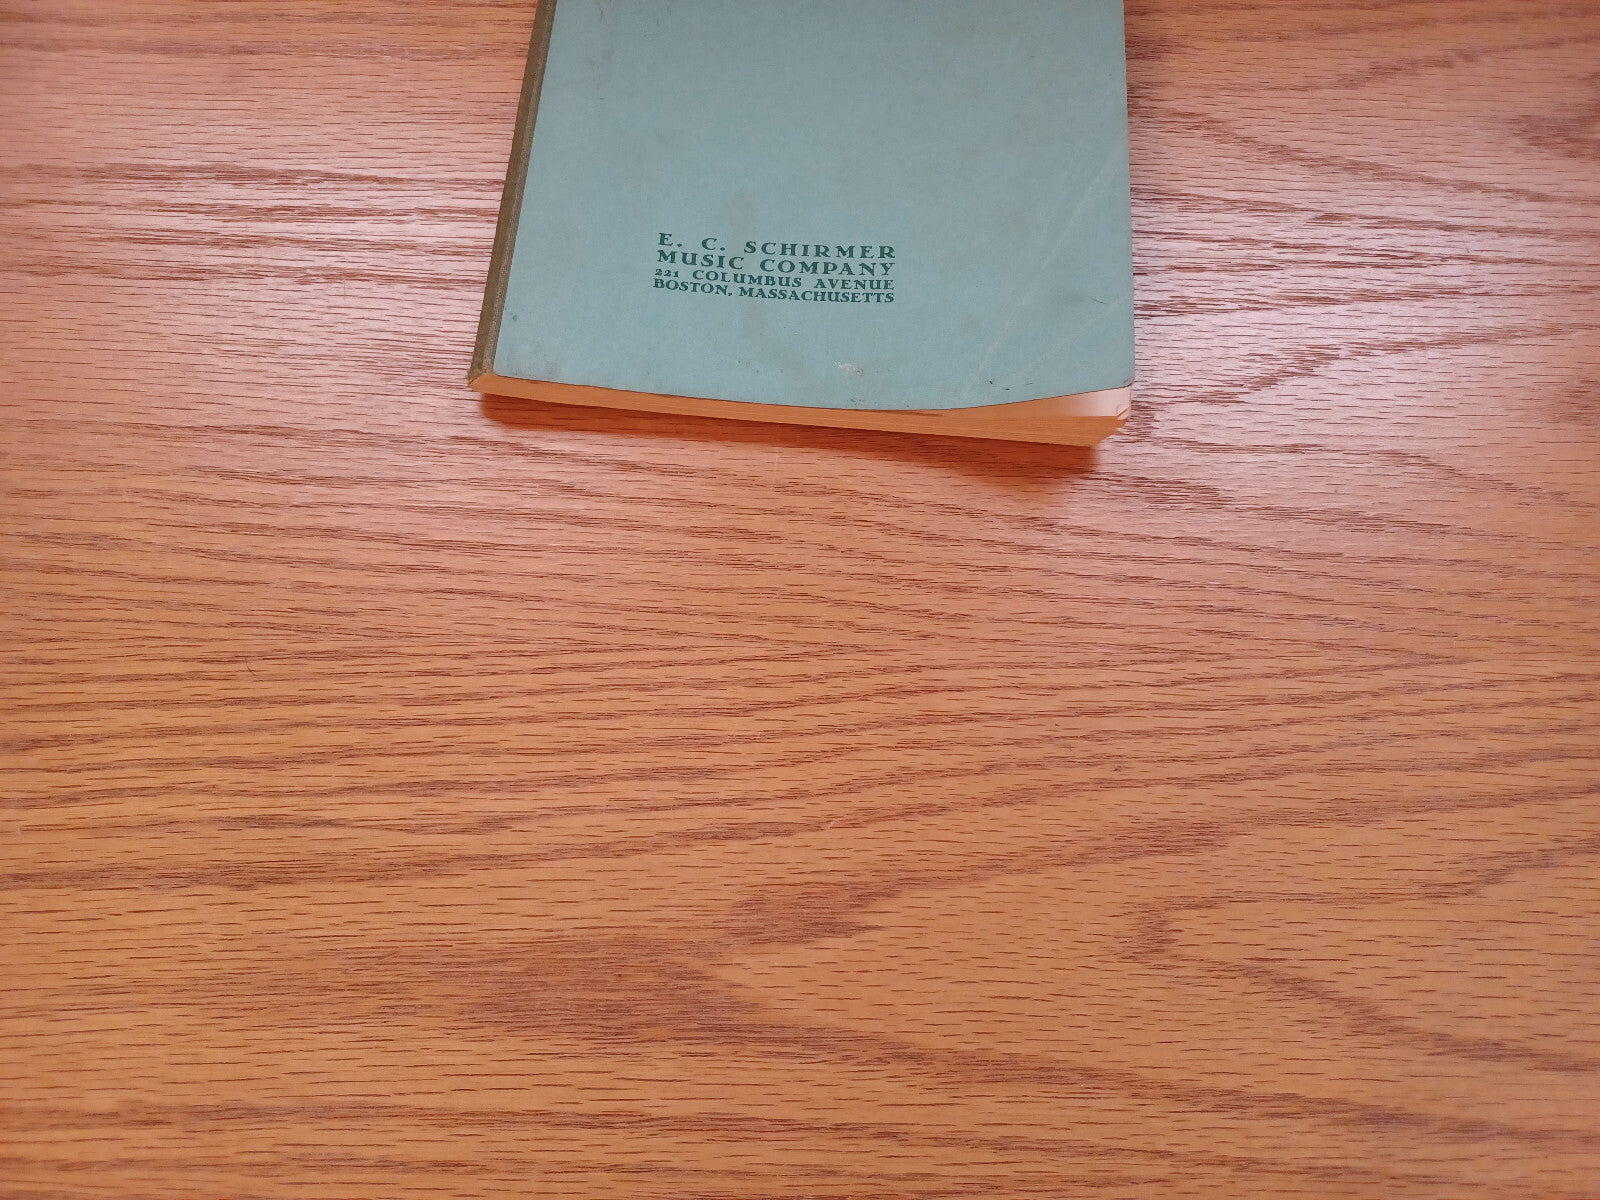 E. C. SCHIRMER
MUSIC COMPANY
221 COLUMBUS AVENUE
BOSTON, MASSACHUSETTS